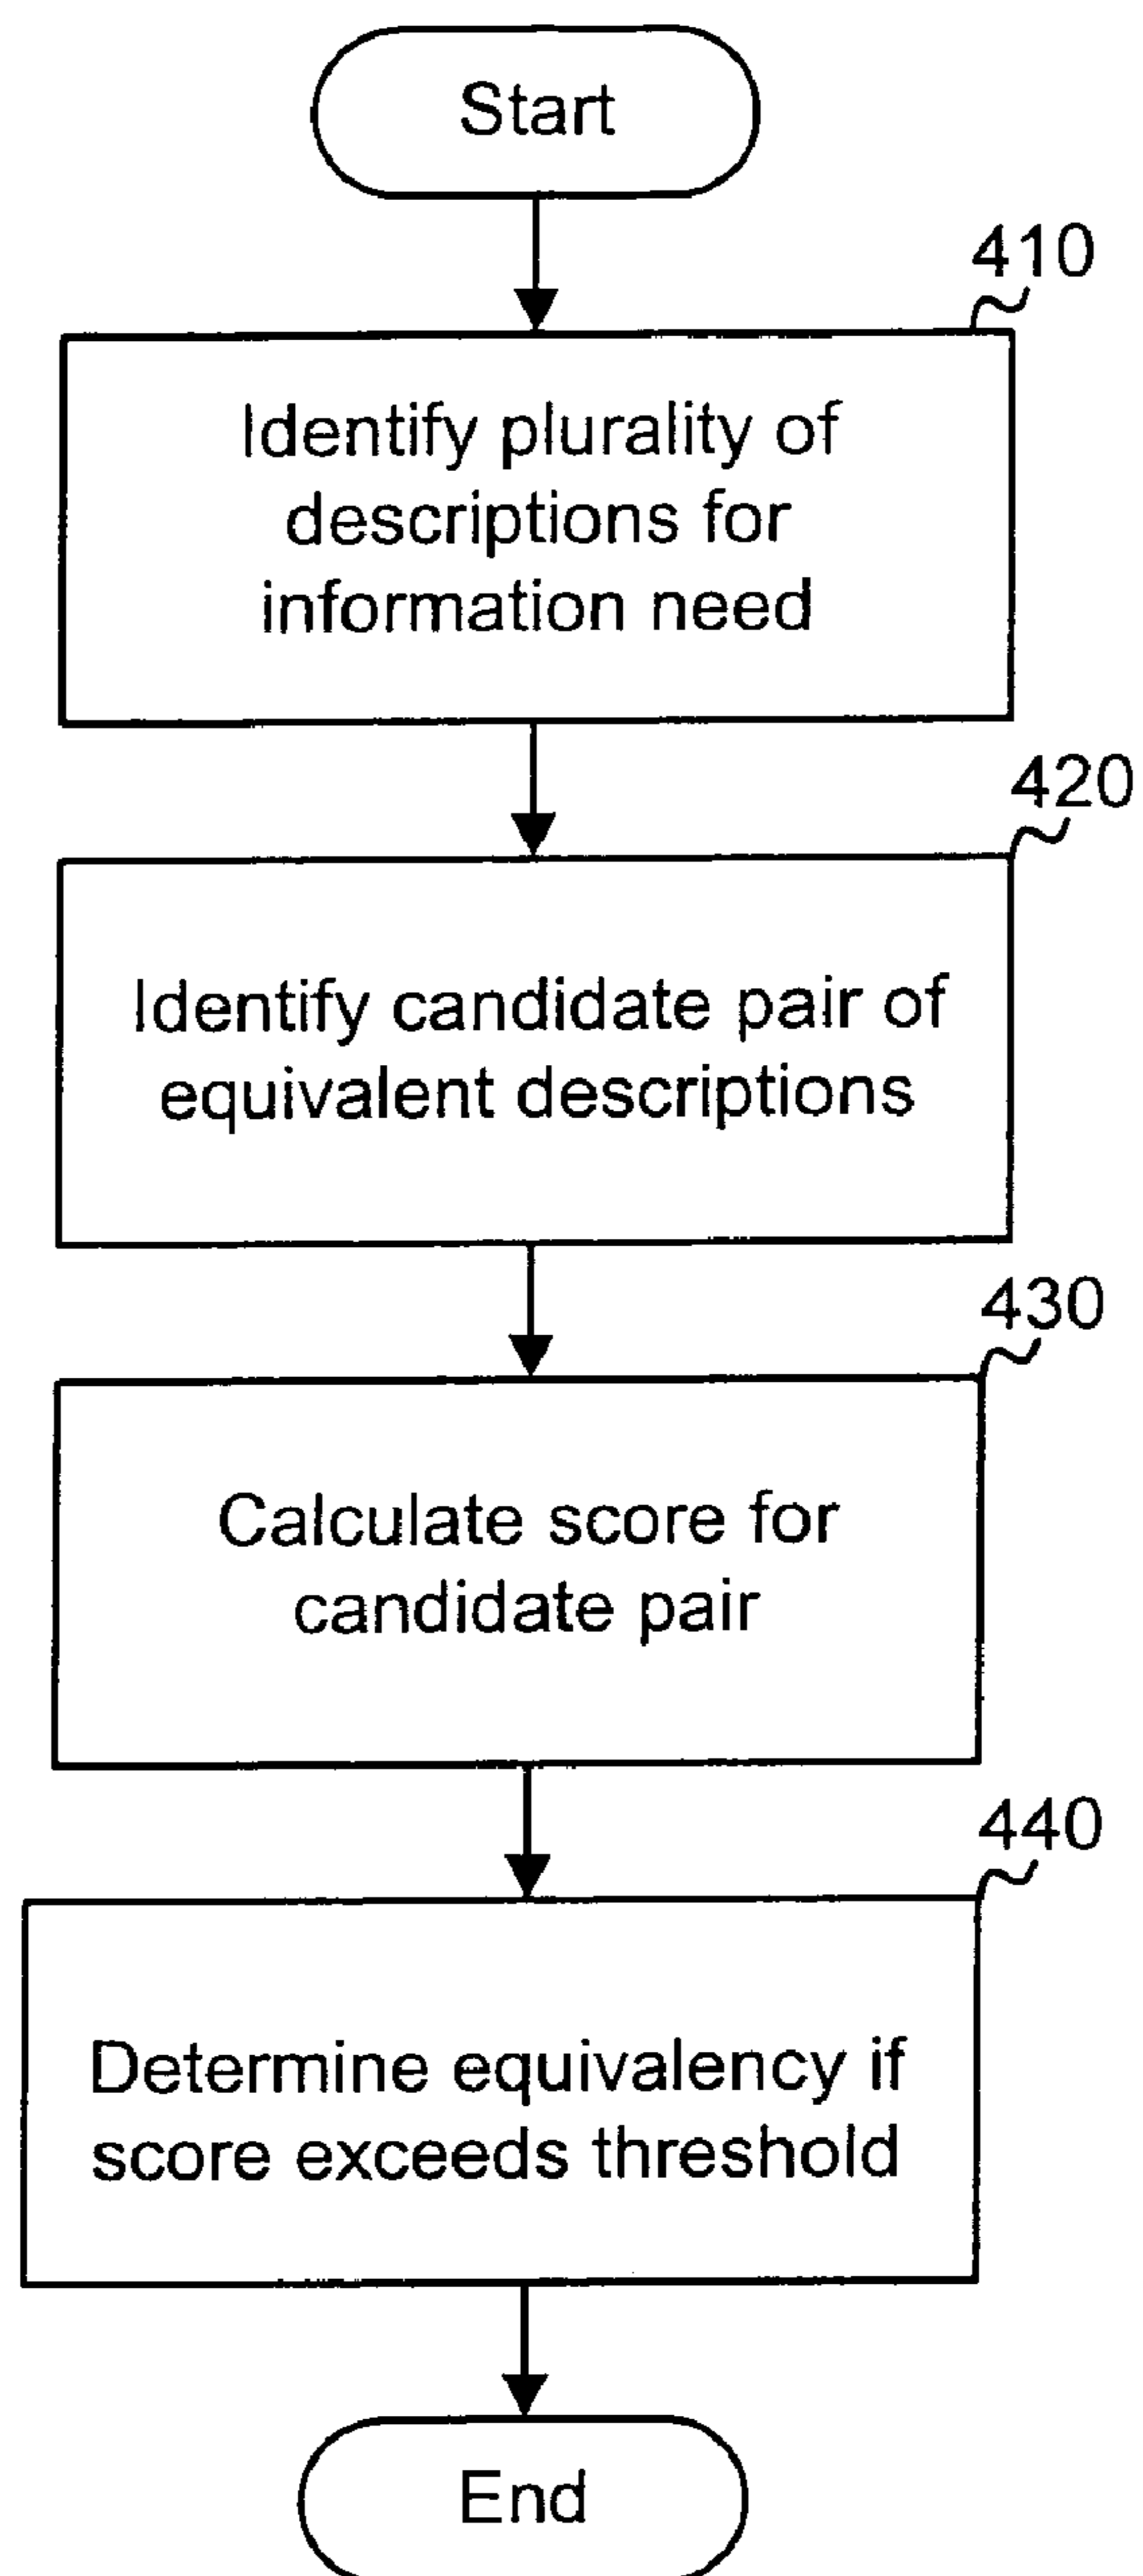 Start
410
Identify plurality of
descriptions for
information need
420
Identify candidate pair of
equivalent descriptions
430
Calculate score for
candidate pair
440
Determine equivalency if
score exceeds threshold
End